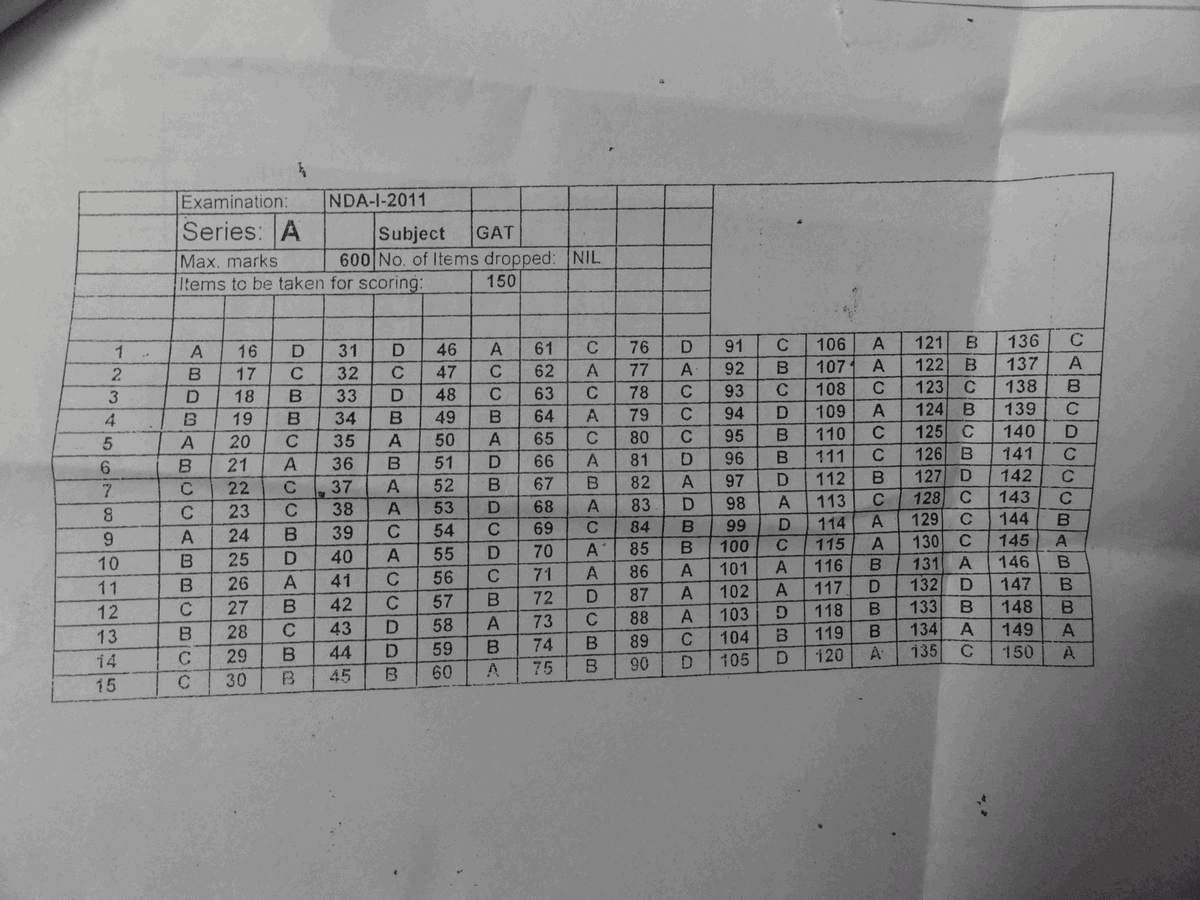 Examination: NDA-I-2011
Series: A Subject GAT
Max. marks 600 No. of Items dropped: NIL
Items to be taken for scoring: 150
1 A 16 D 31 D 46 A 61 C 76 D 91 C 106 A 121 B 136 C
2 B 17 C 32 C 47 C 62 A 77 A 92 B 107 A 122 B 137 A
3 D 18 B 33 D 48 C 63 C 78 C 93 C 108 C 123 C 138 B
4 B 19 B 34 B 49 B 64 A 79 C 94 D 109 A 124 B 139 C
5 A 20 C 35 A 50 A 65 C 80 C 95 B 110 C 125 C 140 D
6 B 21 A 36 B 51 D 66 A 81 D 96 B 111 C 126 B 141 C
7 C 22 C 37 A 52 B 67 B 82 A 97 D 112 B 127 D 142 C
8 C 23 C 38 A 53 D 68 A 83 D 98 A 113 C 128 C 143 C
9 A 24 B 39 C 54 C 69 C 84 B 99 D 114 A 129 C 144 B
10 B 25 D 40 A 55 D 70 A 85 B 100 C 115 A 130 C 145 A
11 B 26 A 41 C 56 C 71 A 86 A 101 A 116 B 131 A 146 B
12 C 27 B 42 C 57 B 72 D 87 A 102 A 117 D 132 D 147 B
13 B 28 C 43 D 58 A 73 C 88 A 103 D 118 B 133 B 148 B
14 C 29 B 44 D 59 B 74 B 89 C 104 B 119 B 134 A 149 A
15 C 30 B 45 B 60 A 75 B 90 D 105 D 120 A 135 C 150 A